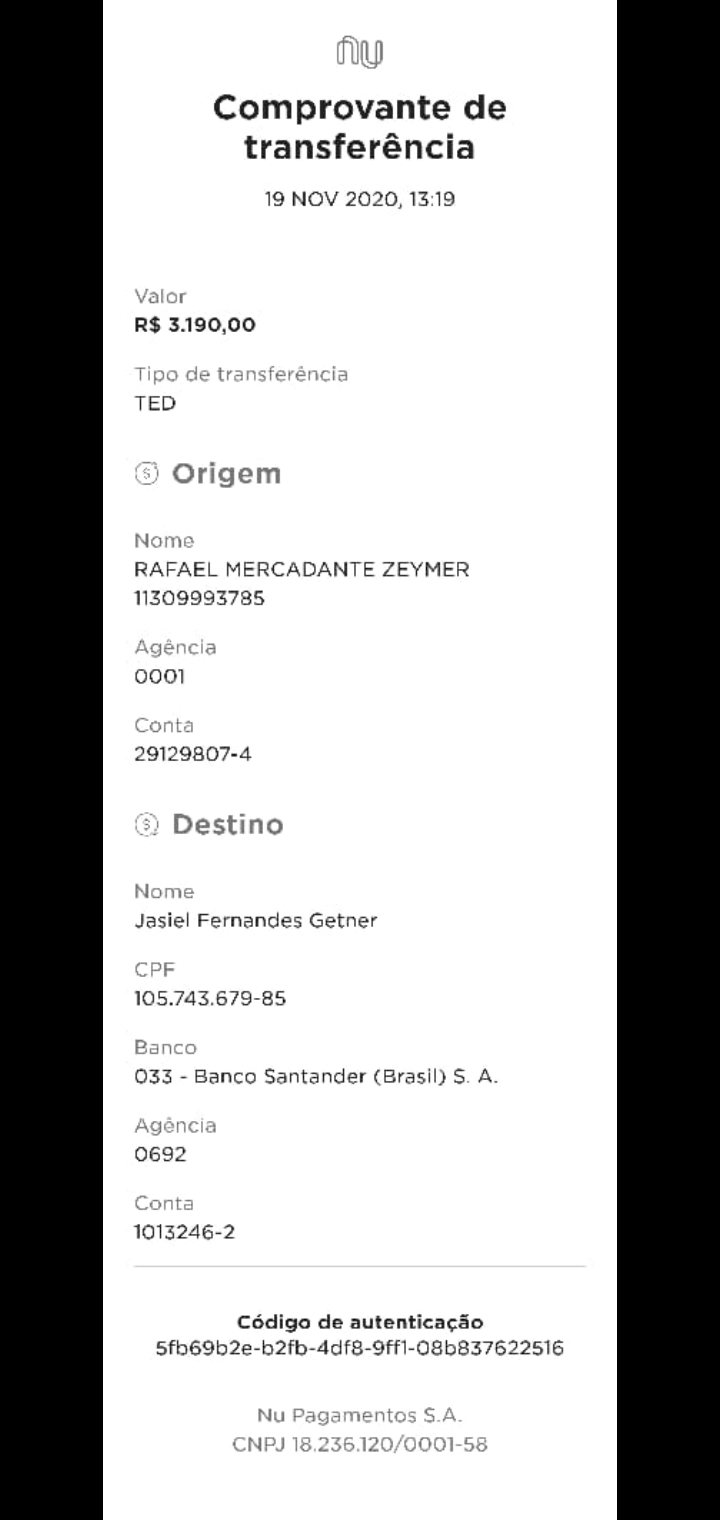 nu
Comprovante de
transferência
19 NOV 2020, 13:19
Valor
R$ 3.190,00
Tipo de transferência
TED
Origem
Nome
RAFAEL MERCADANTE ZEYMER
11309993785
Agência
0001
Conta
29129807-4
Destino
Nome
Jasiel Fernandes Getner
CPF
105.743.679-85
Banco
033 - Banco Santander (Brasil) S. A.
Agência
0692
Conta
1013246-2
Código de autenticação
5fb69b2e-b2fb-4df8-9ff1-08b837622516
Nu Pagamentos S.A.
CNPJ 18.236.120/0001-58